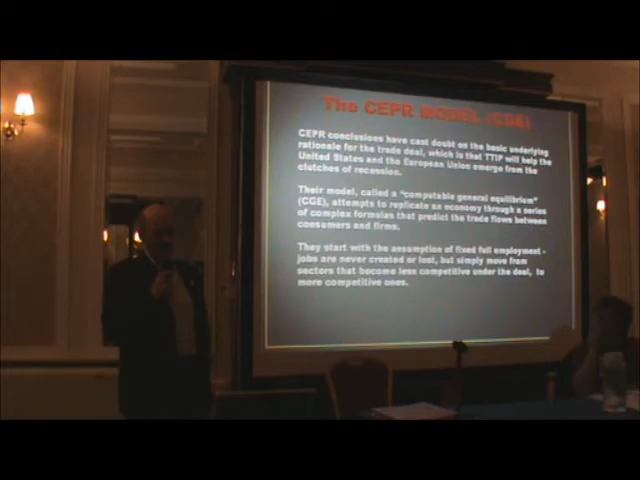 The CEPR MODEL (CGE)
CEPR conclusions have cast doubt on the basic underlying
rationale for the trade deal, which is that TTIP will help the
United States and the European Union emerge from the
clutches of recession.
Their model, called a "computable general equilibrium"
(CGE), attempts to replicate an economy through a series
of complex formulas that predict the trade flows between
consumers and firms.
They start with the assumption of fixed full employment -
jobs are never created or lost, but simply move from
sectors that become less competitive under the deal, to
more competitive ones.